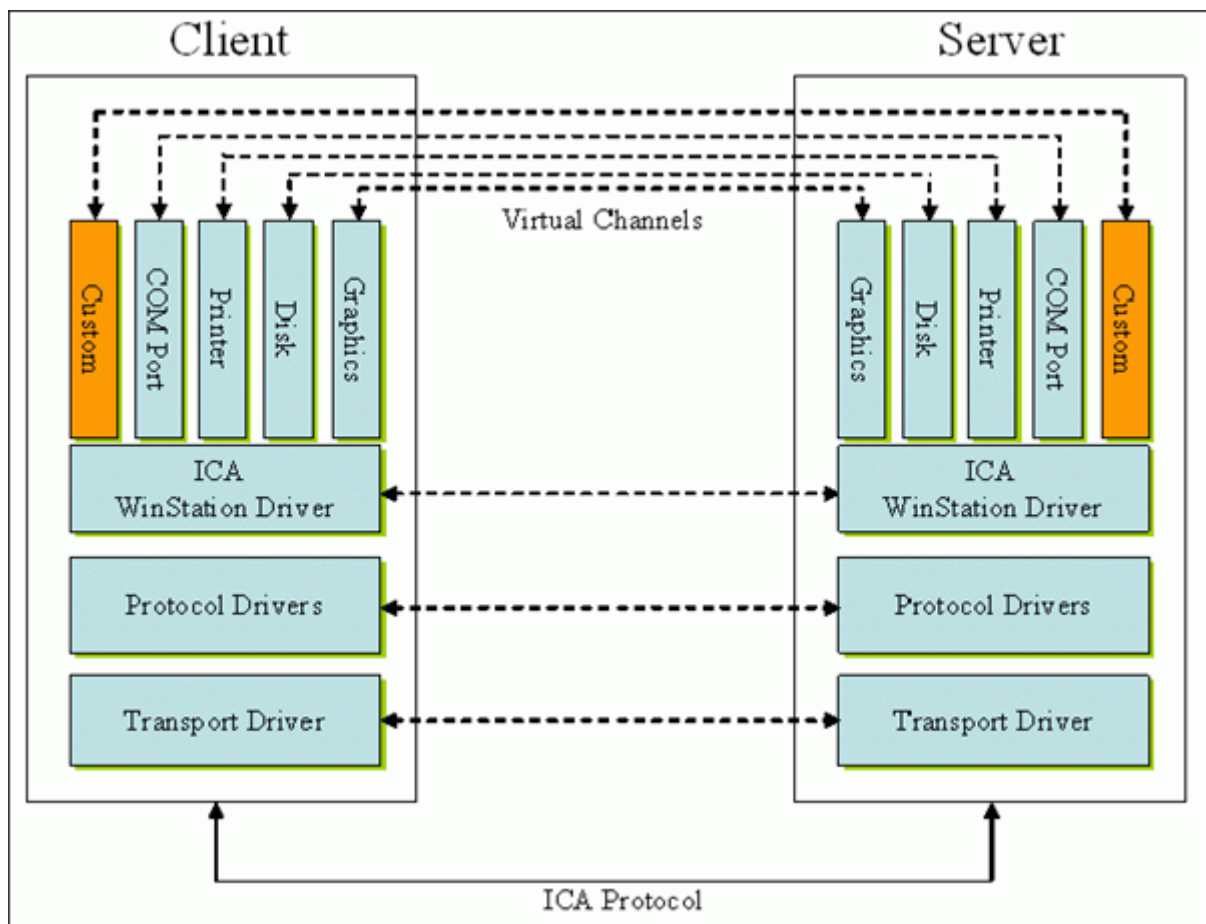 Client
Server
Virtual Channels
Custom
COM Port
Printer
Disk
Graphics
Graphics
Disk
Printer
COM Port
Custom
ICA
WinStation Driver
ICA
WinStation Driver
Protocol Drivers
Protocol Drivers
Transport Driver
Transport Driver
ICA Protocol